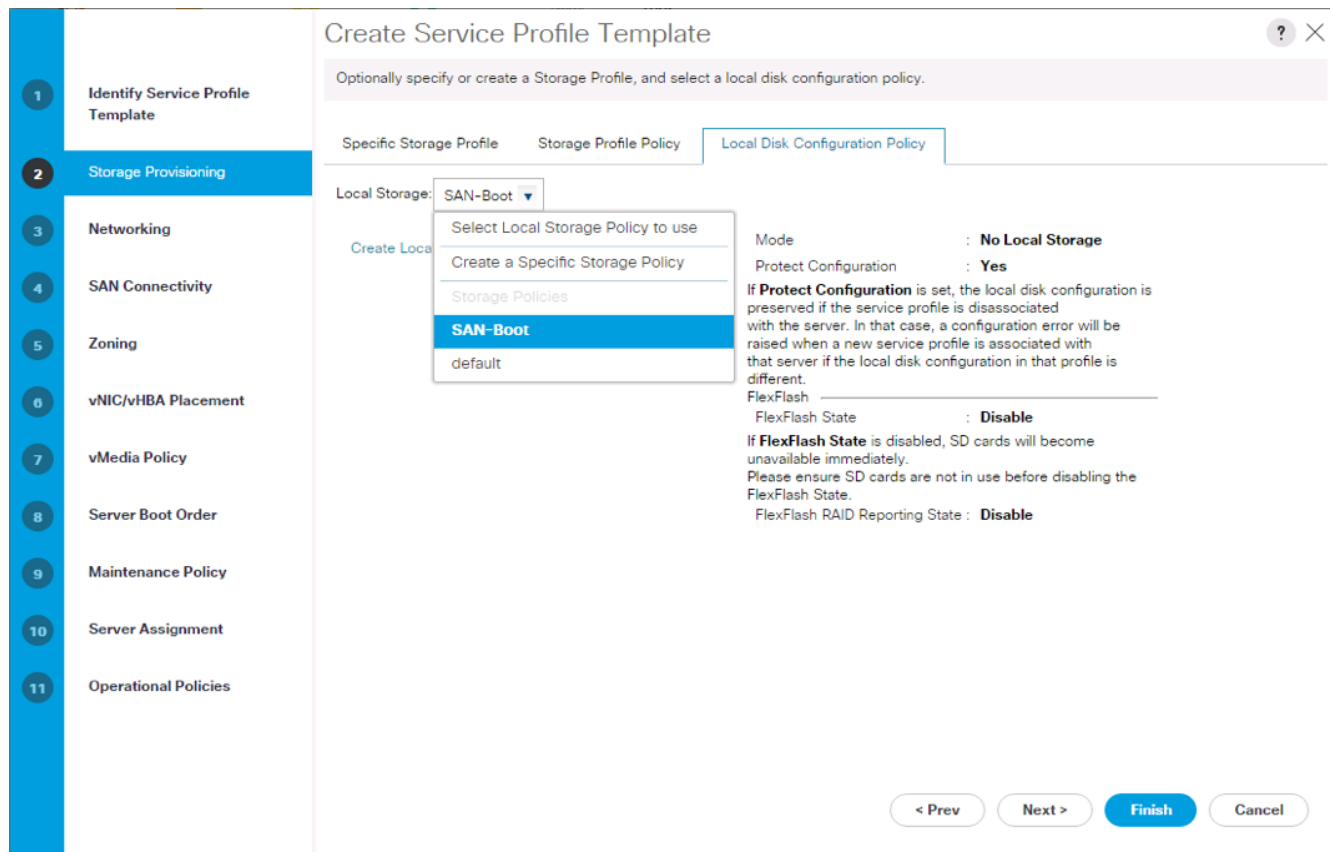 Create Service Profile Template
?
Optionally specify or create a Storage Profile, and select a local disk configuration policy.
1 Identify Service Profile
Template
2 Storage Provisioning
3 Networking
4 SAN Connectivity
5 Zoning
6 vNIC/vHBA Placement
7 vMedia Policy
8 Server Boot Order
9 Maintenance Policy
10 Server Assignment
11 Operational Policies
Specific Storage Profile Storage Profile Policy Local Disk Configuration Policy
Local Storage: SAN-Boot
Select Local Storage Policy to use
Create Loca
Create a Specific Storage Policy
Storage Policies
SAN-Boot
default
Mode : No Local Storage
Protect Configuration : Yes
If Protect Configuration is set, the local disk configuration is
preserved if the service profile is disassociated
with the server. In that case, a configuration error will be
raised when a new service profile is associated with
that server if the local disk configuration in that profile is
different.
FlexFlash
FlexFlash State : Disable
If FlexFlash State is disabled, SD cards will become
unavailable immediately.
Please ensure SD cards are not in use before disabling the
FlexFlash State.
FlexFlash RAID Reporting State : Disable
< Prev Next > Finish Cancel